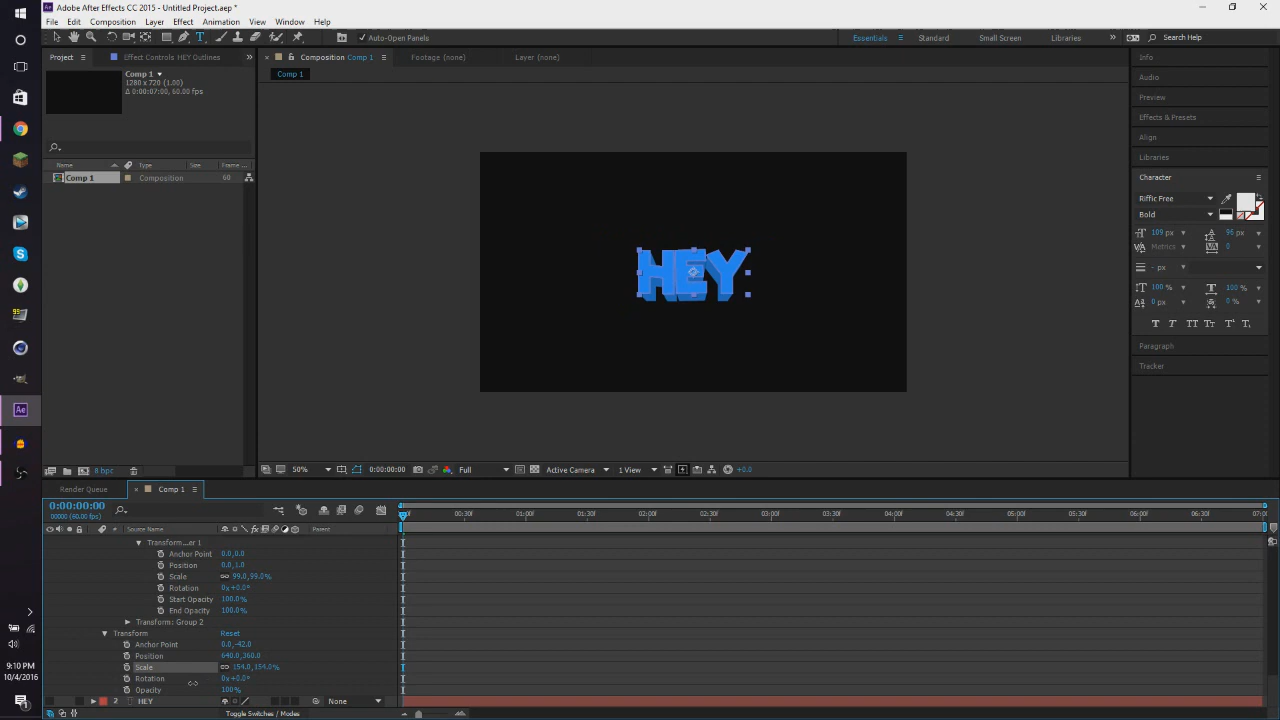 Adobe After Effects CC 2015 - Untitled Project.aep *
File Edit Composition Layer Effect Animation View Window Help
Auto-Open Panels
Essentials Standard Small Screen Libraries Search Help
Project Effect Controls HEY Outlines
Composition Comp 1 Footage (none) Layer (none)
Comp 1
Comp 1
1280 x 720 (1.00)
Δ 0:00:07:00, 60.00 fps
Name Type Size Frame ...
Comp 1 Composition 60
8 bpc
HEY
50% 0:00:00:00 Full Active Camera 1 View +0.0
Info
Audio
Preview
Effects & Presets
Align
Libraries
Character
Riffic Free
Bold
109 px 96 px
Metrics 0
- px
100 % 100 %
0 px 0 %
T T TT Tt T¹ T₁
Paragraph
Tracker
Render Queue Comp 1
0:00:00:00
00000 (60.00 fps)
# Source Name Parent
00:30f 01:00f 01:30f 02:00f 02:30f 03:00f 03:30f 04:00f 04:30f 05:00f 05:30f 06:00f 06:30f 07:00
Transform...er 1
Anchor Point 0.0,0.0
Position 0.0,1.0
Scale 99.0,99.0%
Rotation 0x+0.0°
Start Opacity 100.0%
End Opacity 100.0%
Transform: Group 2
Transform Reset
Anchor Point 0.0,-42.0
Position 640.0,360.0
Scale 154.0,154.0%
Rotation 0x+0.0°
Opacity 100%
2 HEY None
Toggle Switches / Modes
Ae
9:10 PM
10/4/2016